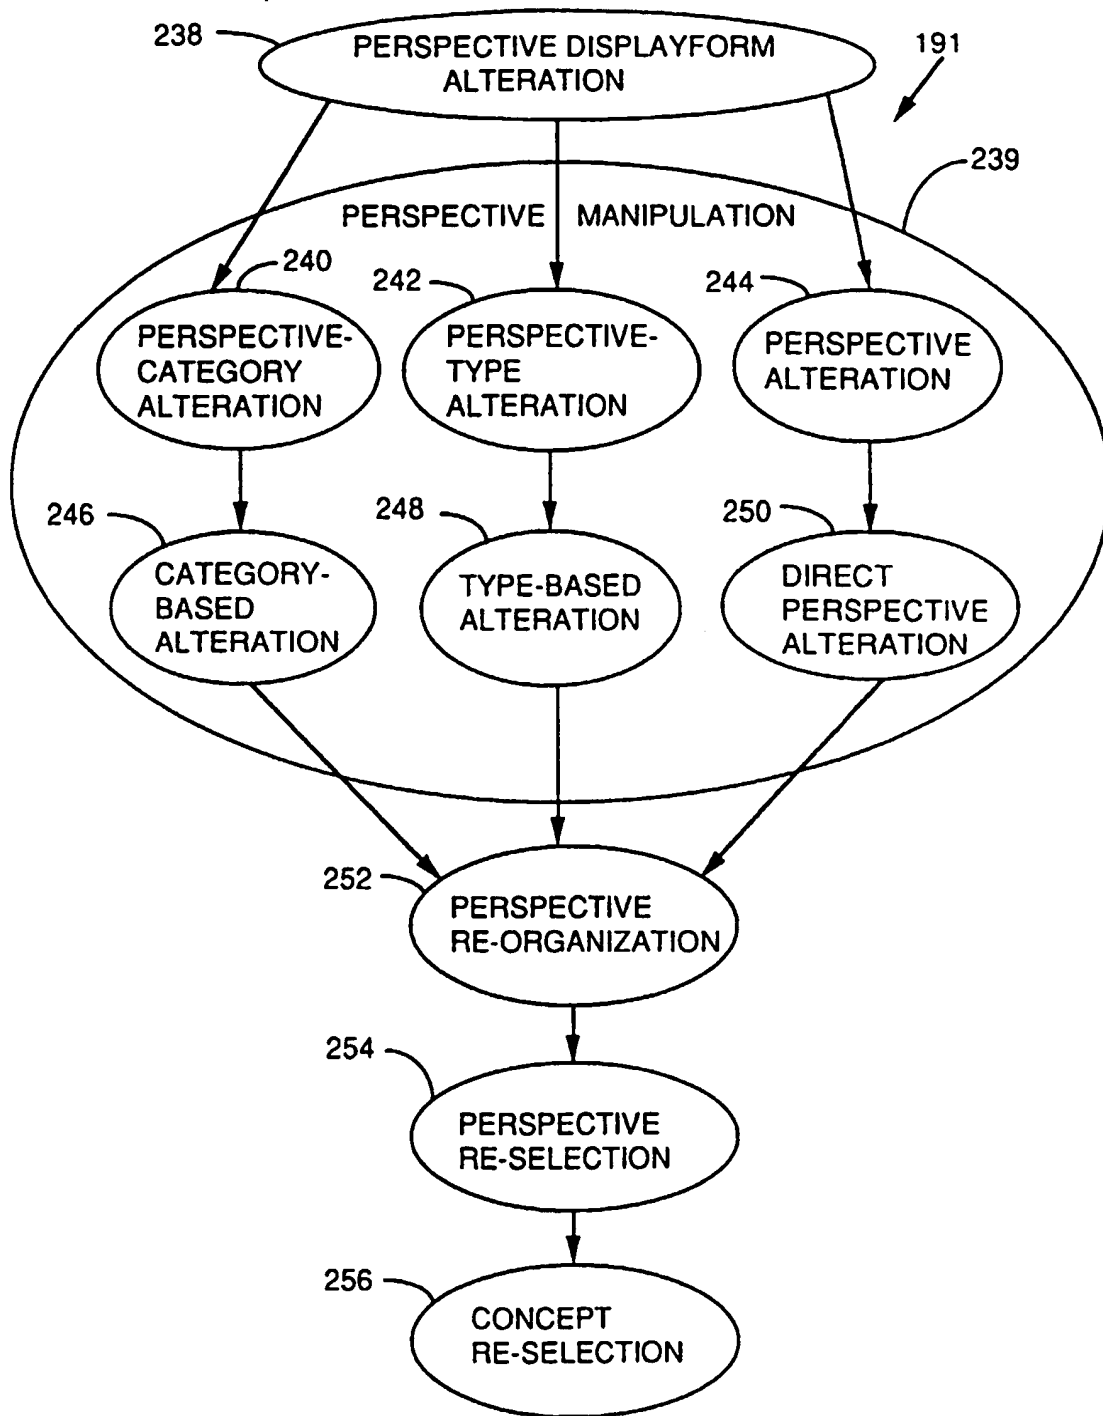 238
PERSPECTIVE DISPLAYFORM
ALTERATION
191
239
PERSPECTIVE MANIPULATION
240
PERSPECTIVE-
CATEGORY
ALTERATION
242
PERSPECTIVE-
TYPE
ALTERATION
244
PERSPECTIVE
ALTERATION
246
CATEGORY-
BASED
ALTERATION
248
TYPE-BASED
ALTERATION
250
DIRECT
PERSPECTIVE
ALTERATION
252
PERSPECTIVE
RE-ORGANIZATION
254
PERSPECTIVE
RE-SELECTION
256
CONCEPT
RE-SELECTION